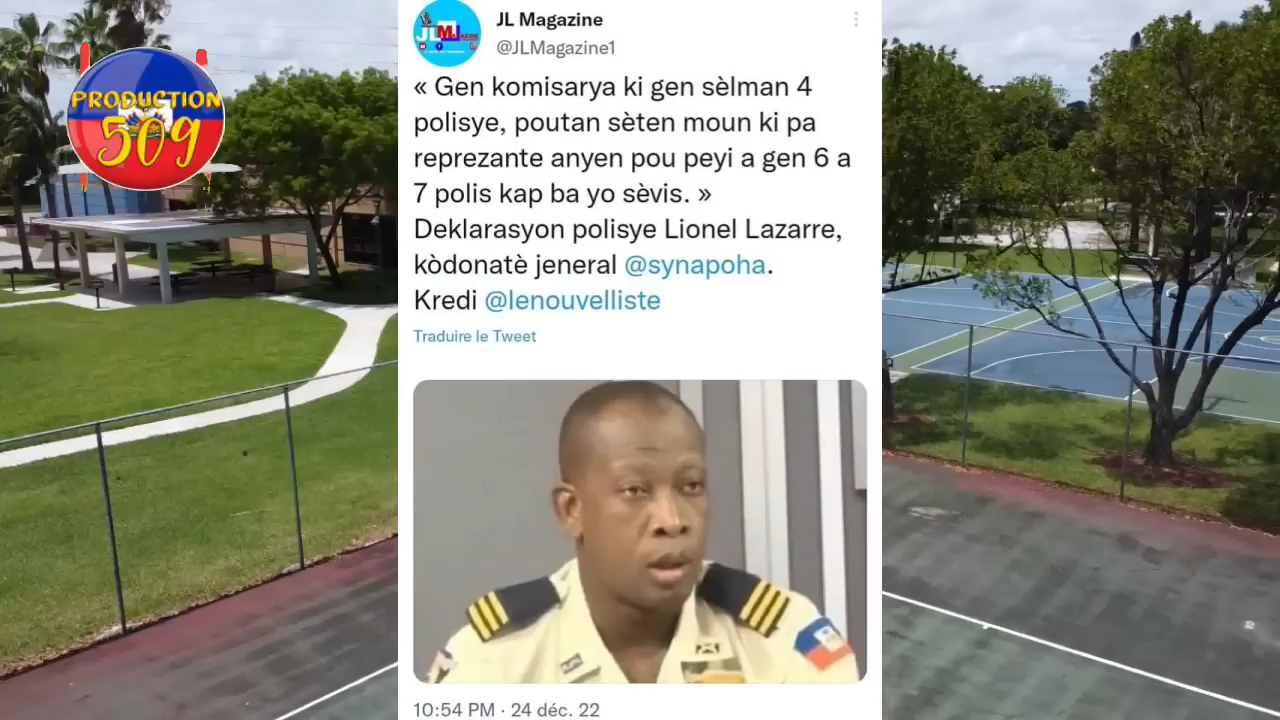 PRODUCTION
509
JL Magazine
@JLMagazine1
« Gen komisarya ki gen sèlman 4
polisye, poutan sèten moun ki pa
reprezante anyen pou peyi a gen 6 a
7 polis kap ba yo sèvis. »
Deklarasyon polisye Lionel Lazarre,
kòdonatè jeneral @synapoha.
Kredi @lenouvelliste
Traduire le Tweet
10:54 PM · 24 déc. 22